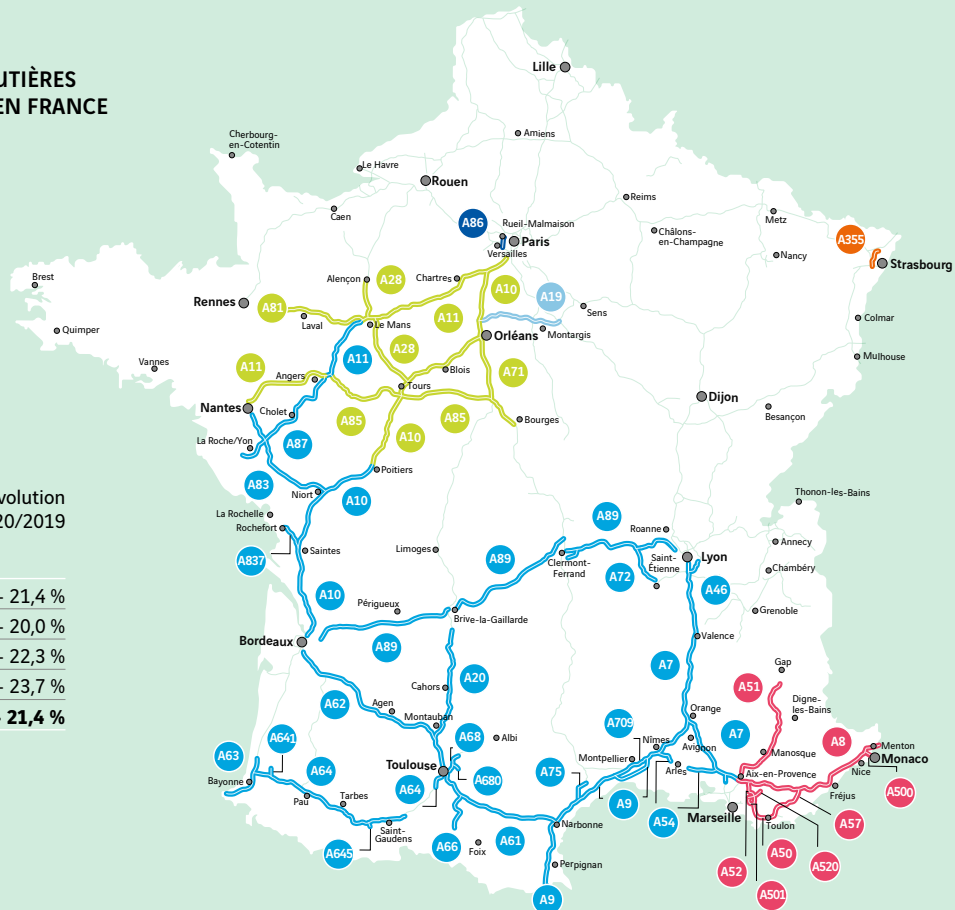 UTIÈRES
EN FRANCE
Lille
Amiens
Cherbourg-
en-Cotentin
Le Havre
Rouen
Reims
Caen
A86
Rueil-Malmaison
Paris
Versailles
Châlons-
en-Champagne
Metz
Nancy
A355
Strasbourg
Brest
Quimper
Vannes
Rennes
A81
Laval
Alençon
A28
Chartres
A10
A19
Sens
Montargis
Colmar
Mulhouse
Le Mans
A11
Orléans
A28
A11
A11
Angers
Blois
A71
Tours
Nantes
Cholet
A85
A10
A85
Bourges
Dijon
Besançon
La Roche/Yon
A87
A83
Poitiers
Niort
A10
volution
20/2019
La Rochelle
Rochefort
A837
Saintes
Limoges
A89
A89
Roanne
Thonon-les-Bains
Annecy
Chambéry
Clermont-
Ferrand
A72
Saint-
Étienne
Lyon
A46
Grenoble
- 21,4 %
- 20,0 %
- 22,3 %
- 23,7 %
- 21,4 %
A10
Périgueux
Brive-la-Gaillarde
Bordeaux
A89
Valence
A7
Gap
A51
Digne-
les-Bains
Cahors
A20
A62
Agen
Montauban
A68
Albi
A709
Nîmes
Orange
Avignon
A7
Manosque
A8
Menton
Monaco
Nice
A500
A63
A641
A64
Bayonne
Pau
Tarbes
Toulouse
A64
A680
A75
Montpellier
Arles
Aix-en-Provence
Fréjus
A9
A54
Marseille
Toulon
A57
Saint-
Gaudens
A645
A66
Foix
A61
Narbonne
Perpignan
A9
A52
A50
A520
A501